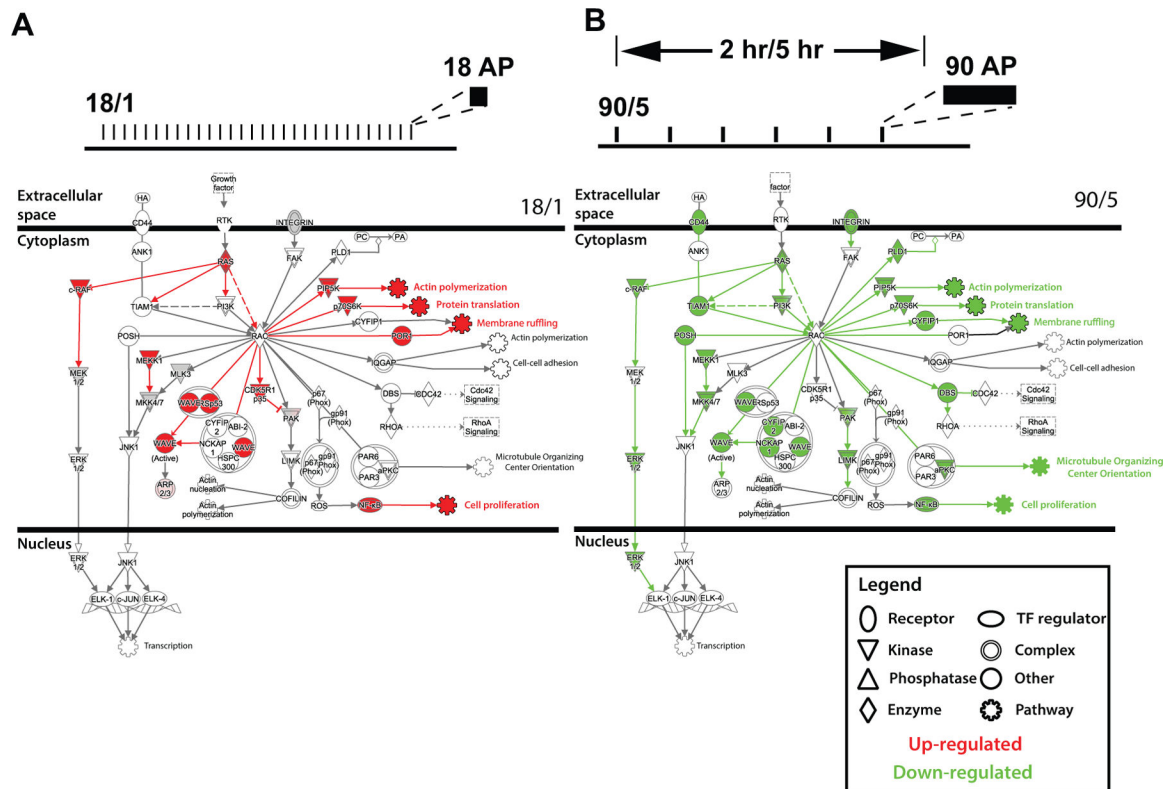 A
18 AP
18/1
Extracellular
space
18/1
Cytoplasm
HA
Growth
factor
CD44
RTK
INTEGRIN
ANK1
RAS
FAK
PLD1
PC
PA
c-RAF
TIAM1
PI3K
PIP5K
Actin polymerization
p70S6K
Protein translation
CYFIP1
Membrane ruffling
POSH
RAC
POR1
Actin polymerization
MEK
1/2
MEKK1
MLK3
IQGAP
Cell-cell adhesion
MKK4/7
CDK5R1
p35
p67
(Phox)
DBS
CDC42
Cdc42
Signaling
WAVE
IRSp53
PAK
gp91
(Phox)
JNK1
WAVE
(Active)
CYFIP
2
ABI-2
NCKAP
1
WAVE
HSPC
300
RHOA
RhoA
Signaling
ERK
1/2
LIMK
p67
(Phox)
gp91
(Phox)
PAR6
aPKC
PAR3
Microtubule Organizing
Center Orientation
ARP
2/3
Actin
nucleation
COFILIN
Actin
polymerization
ROS
NF-κB
Cell proliferation
Nucleus
ERK
1/2
JNK1
ELK-1
c-JUN
ELK-4
Transcription
B
2 hr/5 hr
90 AP
90/5
Extracellular
space
90/5
Cytoplasm
HA
factor
CD44
RTK
INTEGRIN
ANK1
RAS
FAK
PLD1
PC
PA
c-RAF
TIAM1
PI3K
PIP5K
Actin polymerization
p70S6K
Protein translation
CYFIP1
Membrane ruffling
POSH
RAC
POR1
Actin polymerization
MEK
1/2
MEKK1
MLK3
IQGAP
Cell-cell adhesion
MKK4/7
CDK5R1
p35
p67
(Phox)
DBS
CDC42
Cdc42
Signaling
WAVE
IRSp53
PAK
gp91
(Phox)
JNK1
WAVE
(Active)
CYFIP
2
ABI-2
NCKAP
1
WAVE
HSPC
300
RHOA
RhoA
Signaling
ERK
1/2
LIMK
p67
(Phox)
gp91
(Phox)
PAR6
aPKC
PAR3
Microtubule Organizing
Center Orientation
ARP
2/3
Actin
nucleation
COFILIN
Actin
polymerization
ROS
NF-κB
Cell proliferation
Nucleus
ERK
1/2
JNK1
ELK-1
c-JUN
ELK-4
Transcription
Legend
Receptor
TF regulator
Kinase
Complex
Phosphatase
Other
Enzyme
Pathway
Up-regulated
Down-regulated